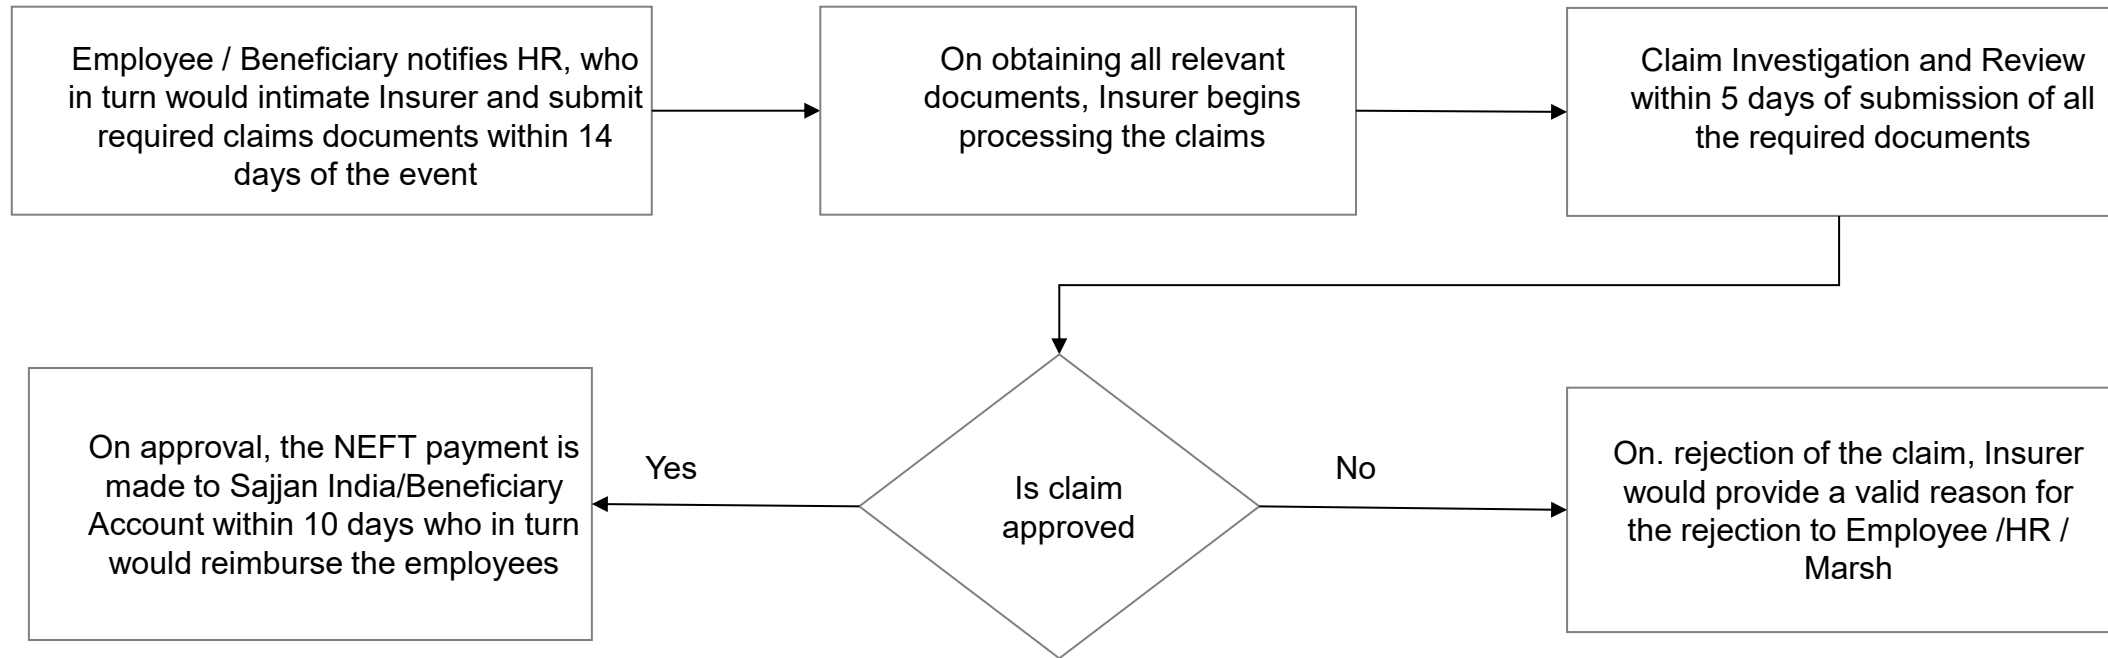 Employee / Beneficiary notifies HR, who
in turn would intimate Insurer and submit
required claims documents within 14
days of the event
On obtaining all relevant
documents, Insurer begins
processing the claims
Claim Investigation and Review
within 5 days of submission of all
the required documents
On approval, the NEFT payment is
made to Sajjan India/Beneficiary
Account within 10 days who in turn
would reimburse the employees
Yes
Is claim
approved
No
On. rejection of the claim, Insurer
would provide a valid reason for
the rejection to Employee /HR /
Marsh